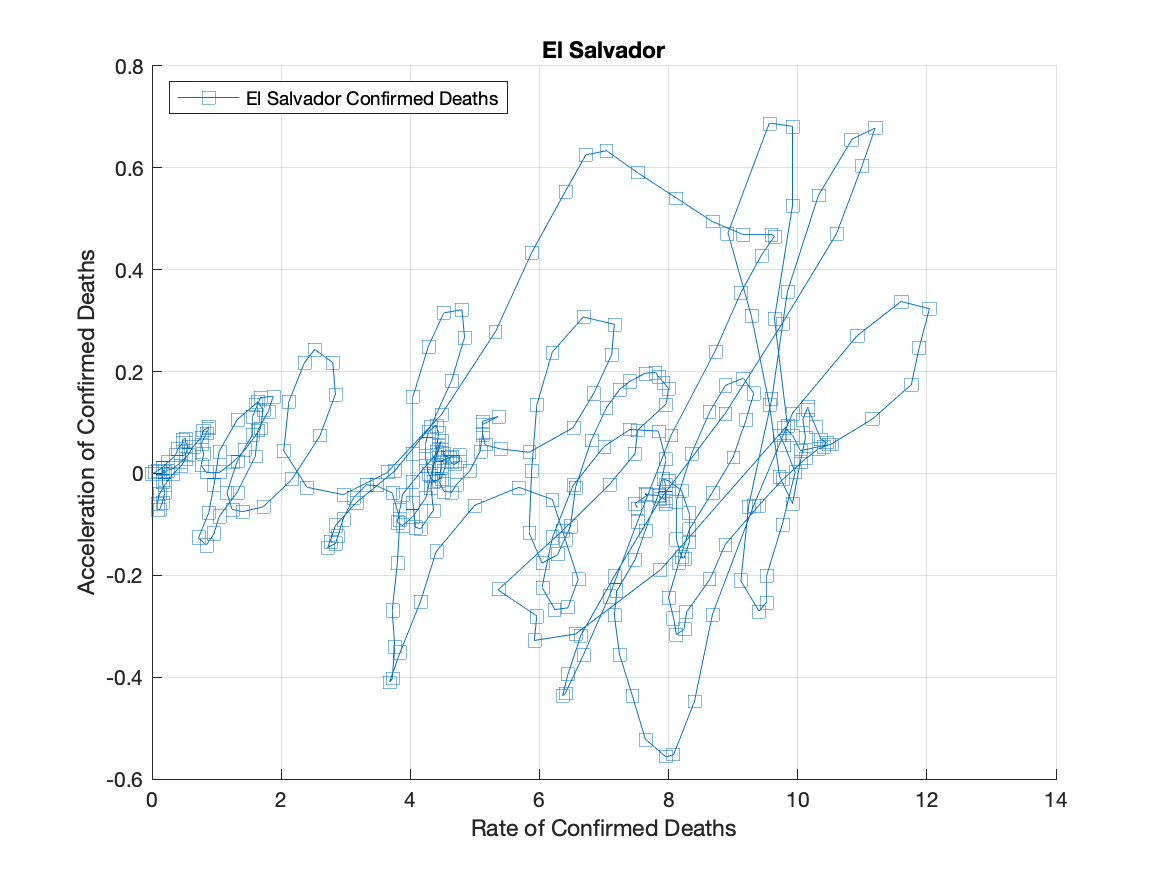 El Salvador
El Salvador Confirmed Deaths
Acceleration of Confirmed Deaths
0.8
0.6
0.4
0.2
0
-0.2
-0.4
-0.6
0 2 4 6 8 10 12 14
Rate of Confirmed Deaths